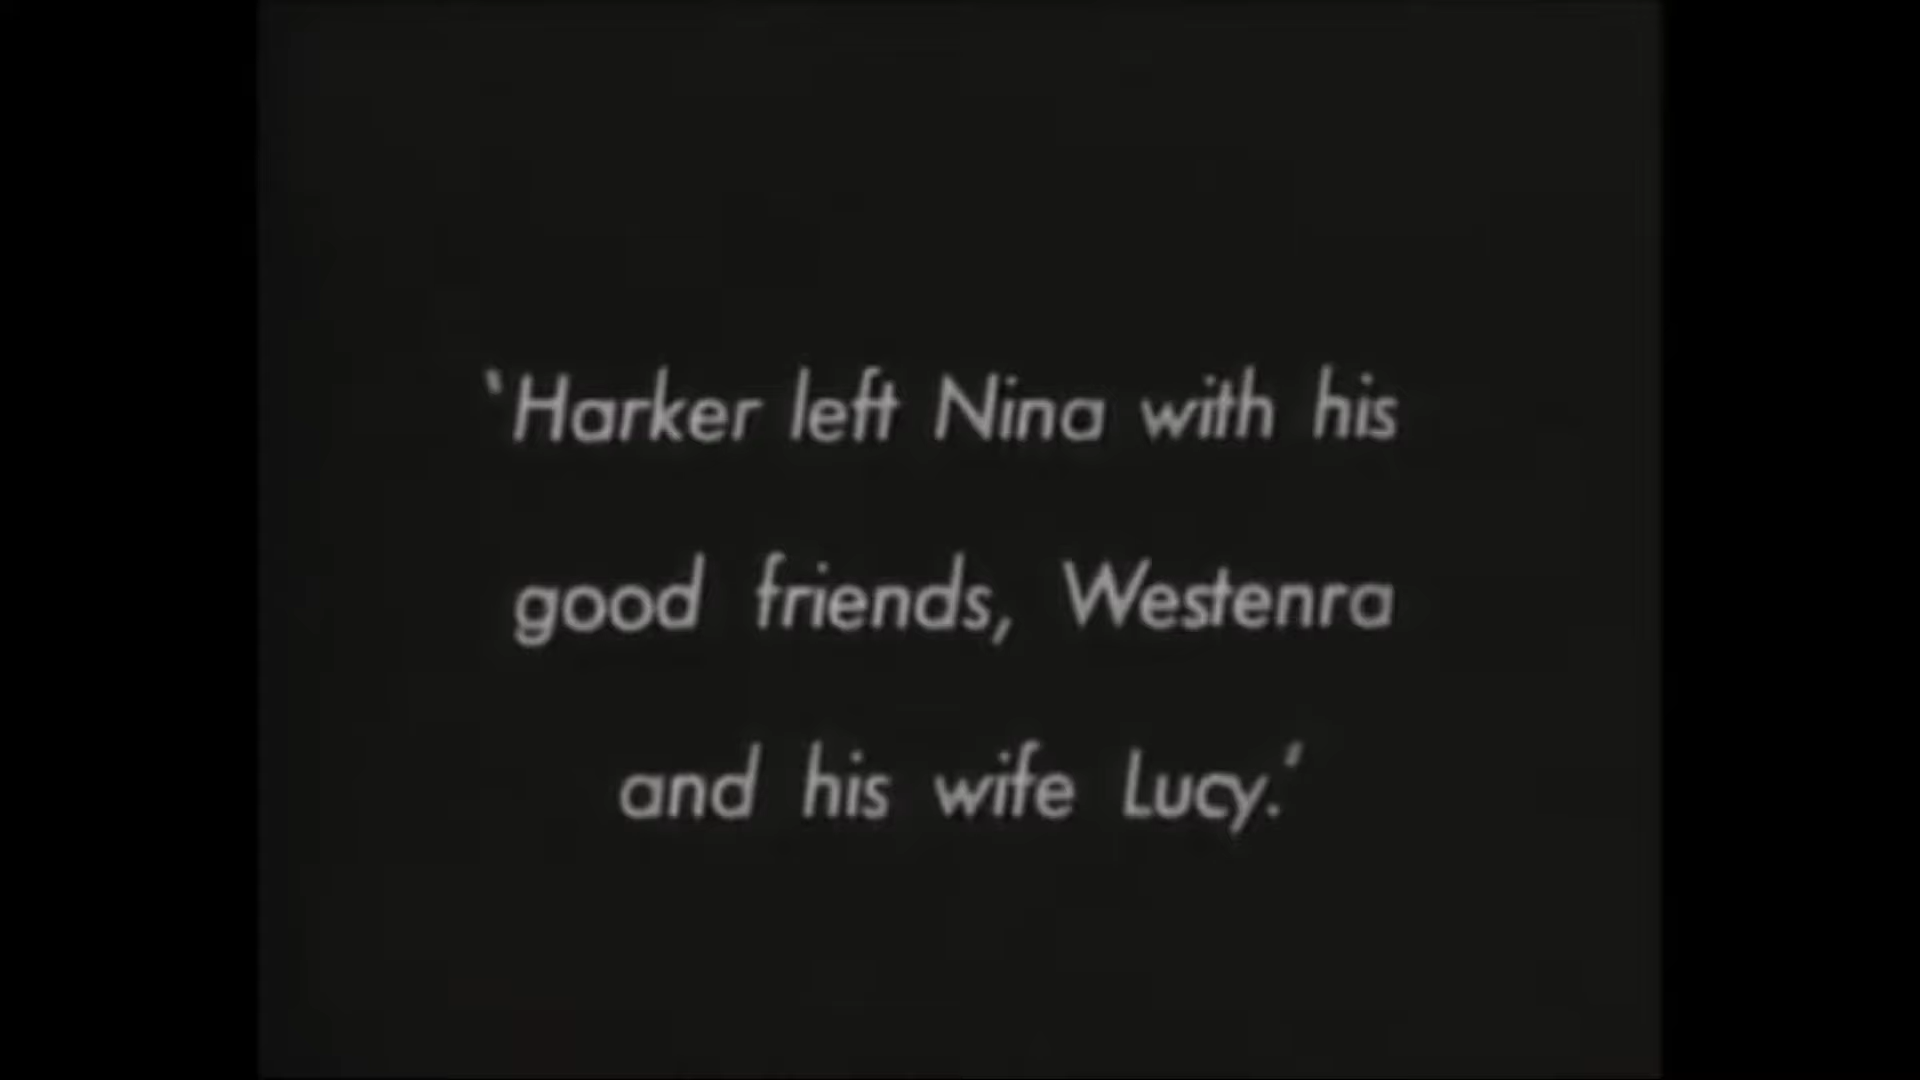 ‛Harker left Nina with his
good friends, Westenra
and his wife Lucy.’